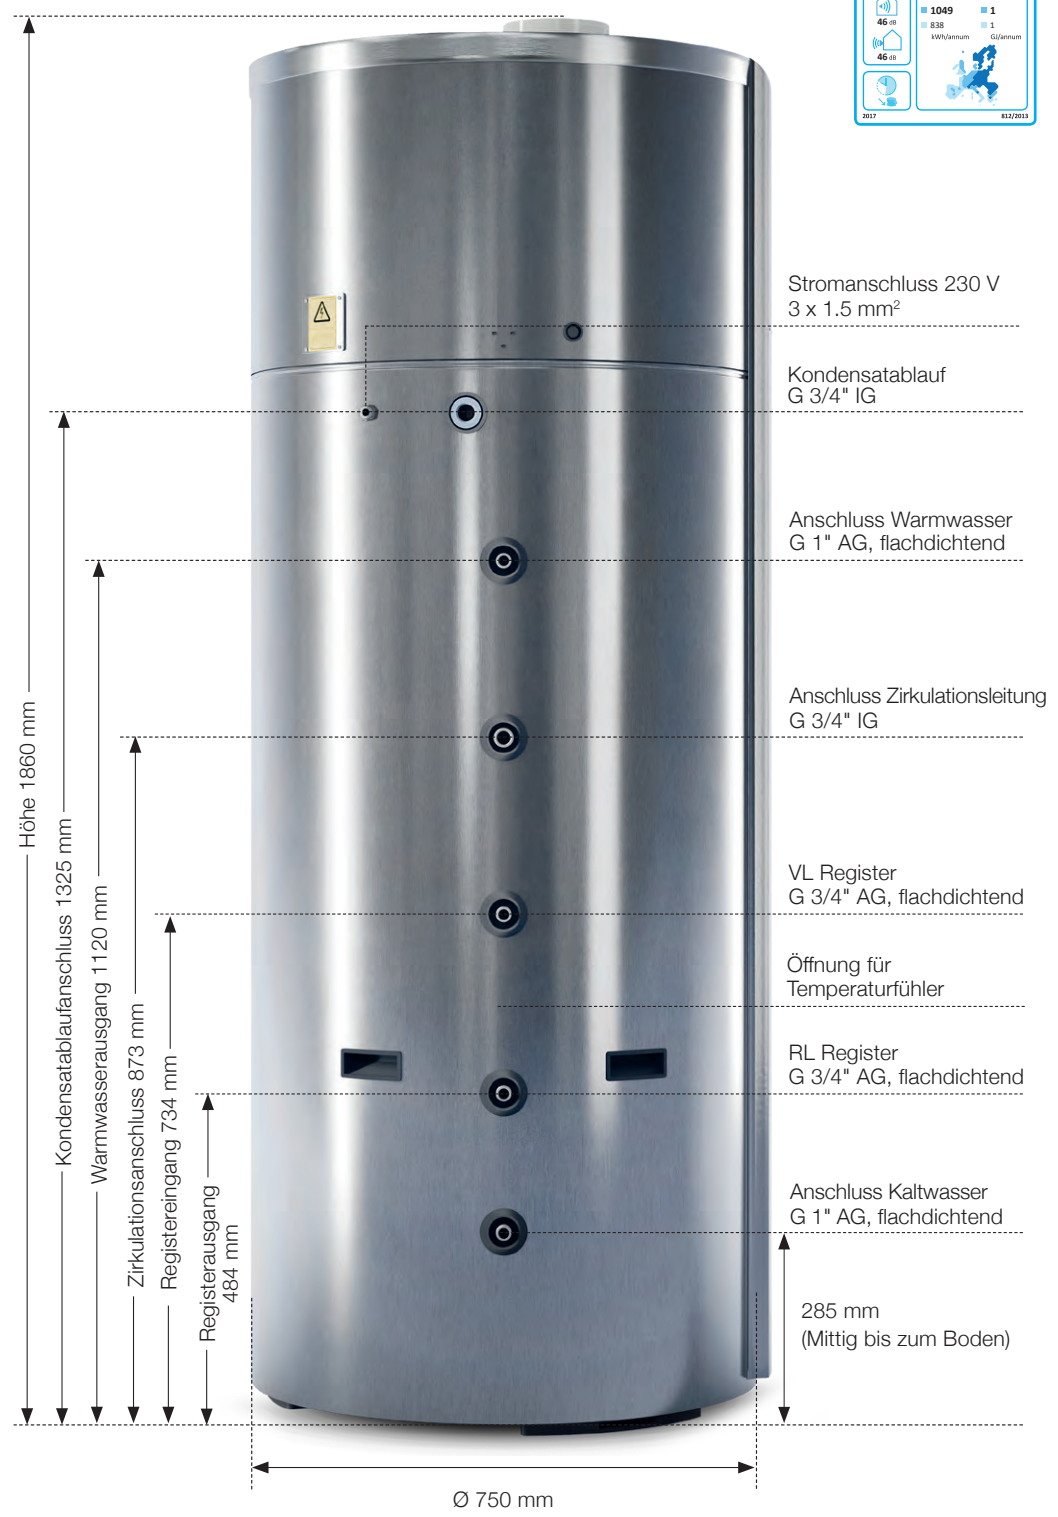 46 dB
46 dB
1049 1
838 1
kWh/annum GJ/annum
2017 812/2013
Stromanschluss 230 V
3 x 1.5 mm²
Kondensatablauf
G 3/4" IG
Anschluss Warmwasser
G 1" AG, flachdichtend
Anschluss Zirkulationsleitung
G 3/4" IG
VL Register
G 3/4" AG, flachdichtend
Öffnung für
Temperaturfühler
RL Register
G 3/4" AG, flachdichtend
Anschluss Kaltwasser
G 1" AG, flachdichtend
285 mm
(Mittig bis zum Boden)
Höhe 1860 mm
Kondensatablaufanschluss 1325 mm
Warmwasserausgang 1120 mm
Zirkulationsanschluss 873 mm
Registereingang 734 mm
Registerausgang
484 mm
Ø 750 mm